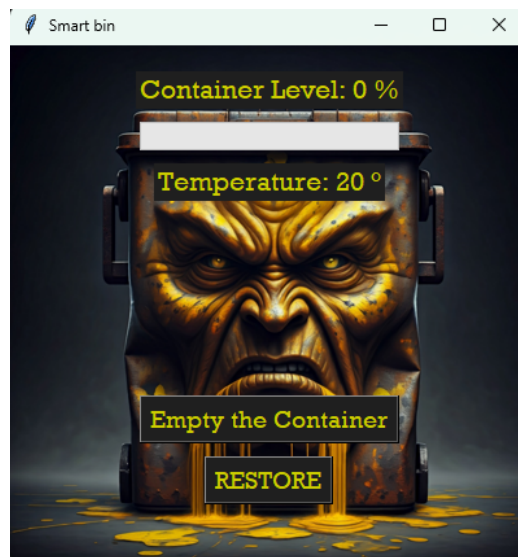 Smart bin
Container Level: 0 %
Temperature: 20 °
Empty the Container
RESTORE